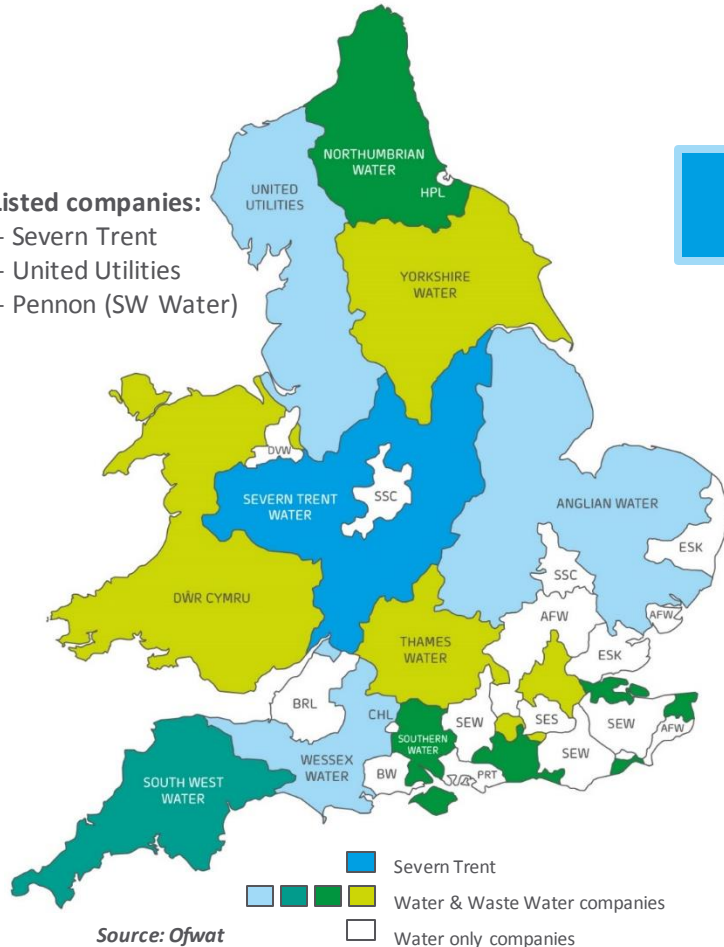 NORTHUMBRIAN
WATER
HPL
UNITED
UTILITIES
Listed companies:
- Severn Trent
- United Utilities
- Pennon (SW Water)
YORKSHIRE
WATER
DVW
SSC
SEVERN TRENT
WATER
ANGLIAN WATER
ESK
SSC
DŴR CYMRU
AFW
AFW
THAMES
WATER
ESK
BRL
CHL
SEW
SES
SEW
AFW
SOUTHERN
WATER
SEW
WESSEX
WATER
BW
PRT
SOUTH WEST
WATER
Severn Trent
Water & Waste Water companies
Source: Ofwat
Water only companies